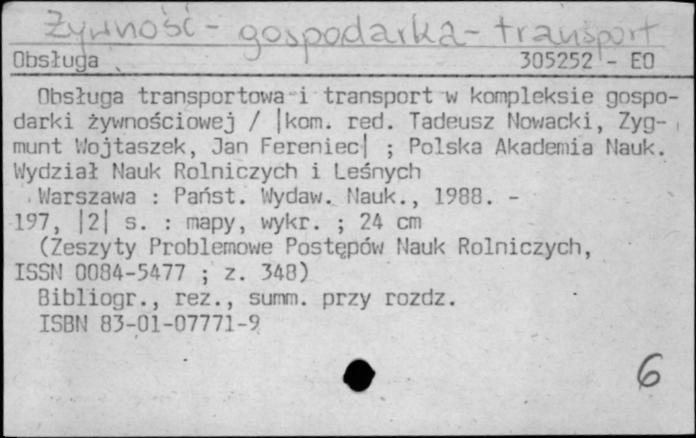 Żywność - gospodarka - transport
Obsługa 305252 - EO
Obsługa transportowa i transport w kompleksie gospo-
darki żywnościowej / |kom. red. Tadeusz Nowacki, Zyg-
munt Wojtaszek, Jan Fereniec| ; Polska Akademia Nauk.
Wydział Nauk Rolniczych i Leśnych
Warszawa : Państ. Wydaw. Nauk., 1988. -
197, |2| s. : mapy, wykr. ; 24 cm
(Zeszyty Problemowe Postępów Nauk Rolniczych,
ISSN 0084-5477 ; z. 348)
Bibliogr., rez., summ. przy rozdz.
ISBN 83-01-07771-9
6